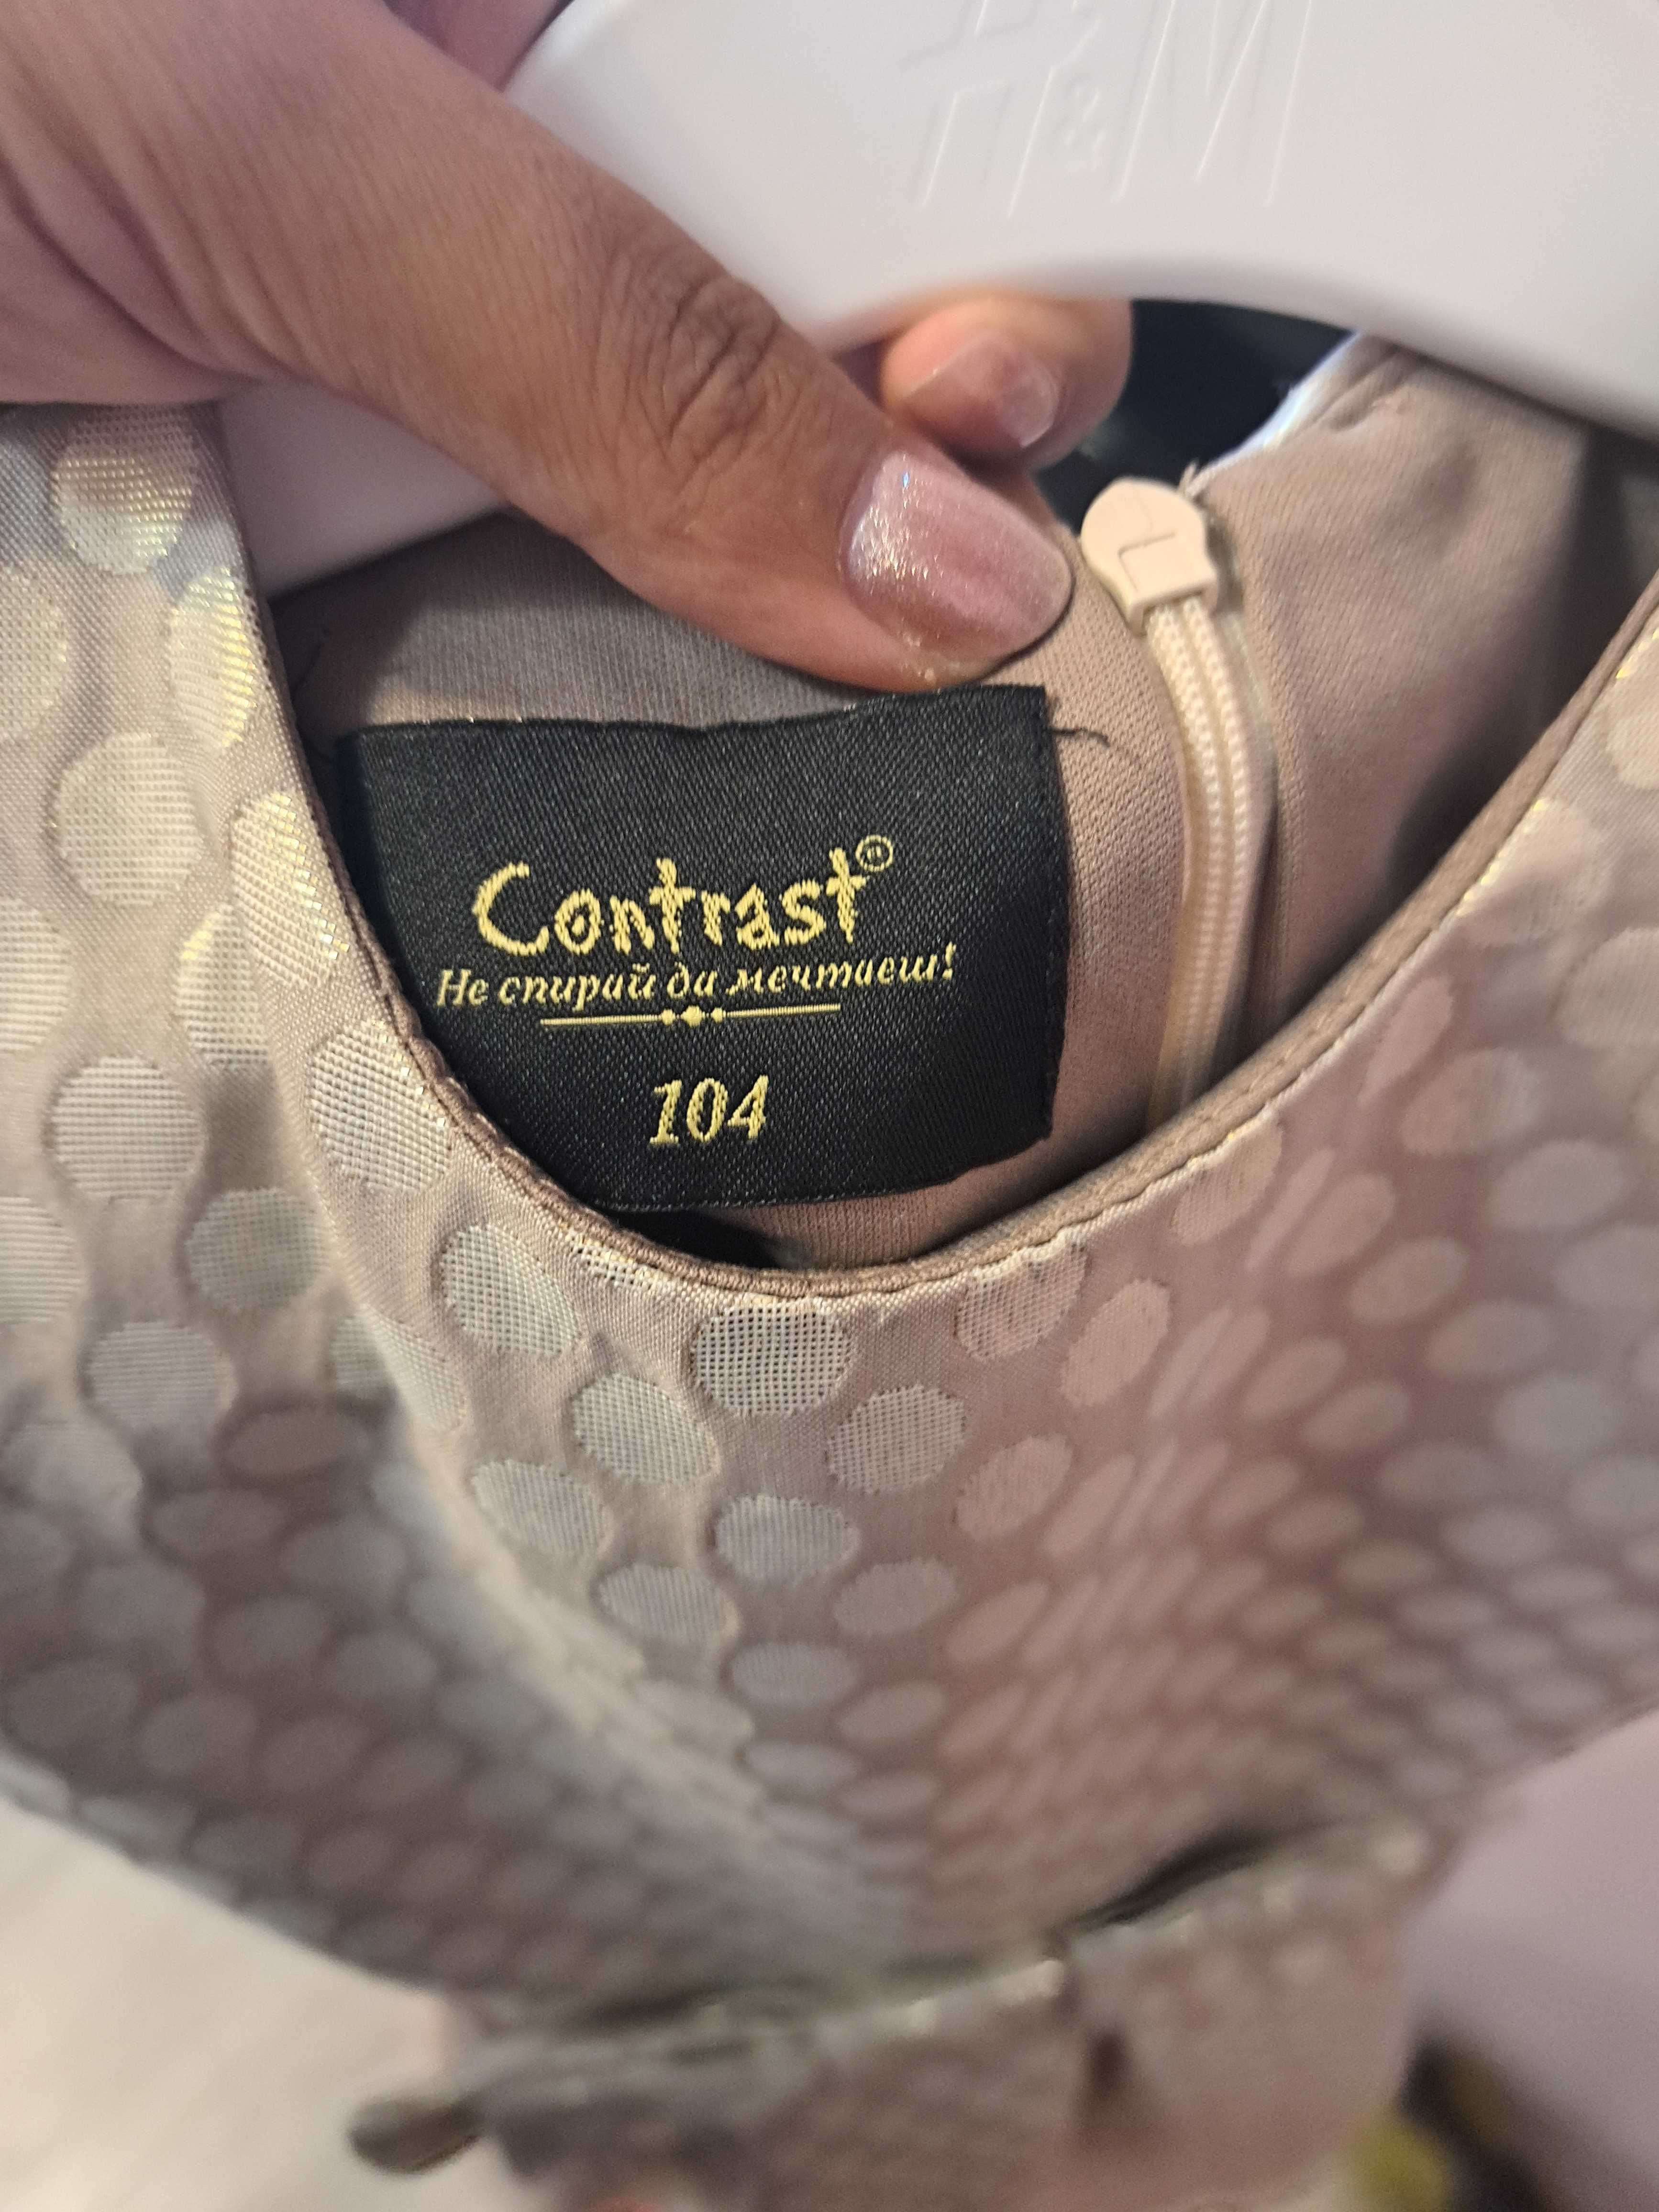 H&M
Contrast®
Не спирай да мечтаеш!
104